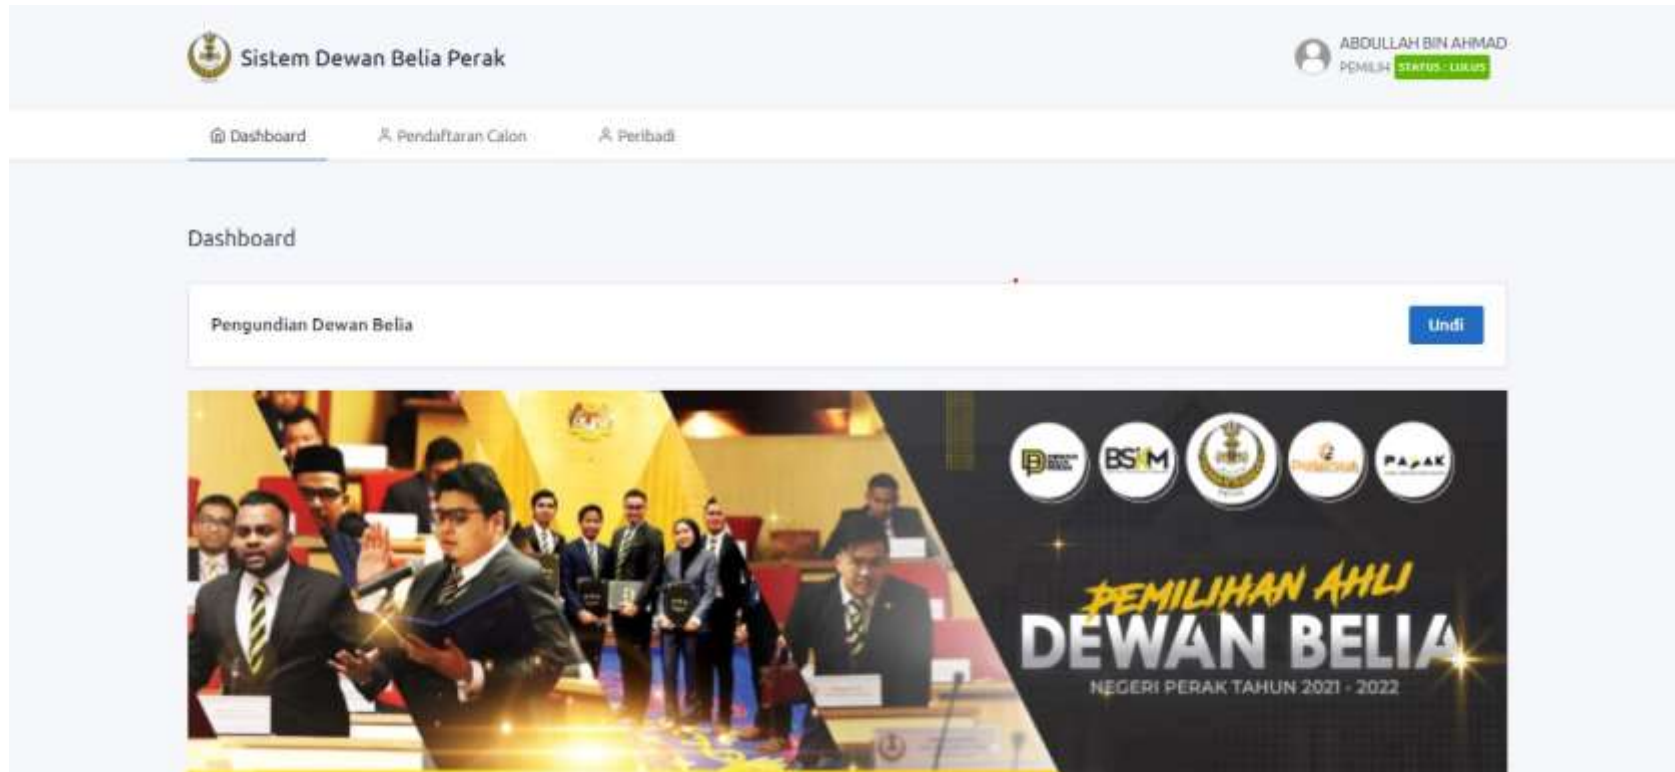 Sistem Dewan Belia Perak
ABDULLAH BIN AHMAD
PEMILIH STATUS : LULUS
Dashboard
Pendaftaran Calon
Peribadi
Dashboard
Pengundian Dewan Belia
Undi
BS M
PEMILIHAN AHLI
DEWAN BELIA
NEGERI PERAK TAHUN 2021 - 2022